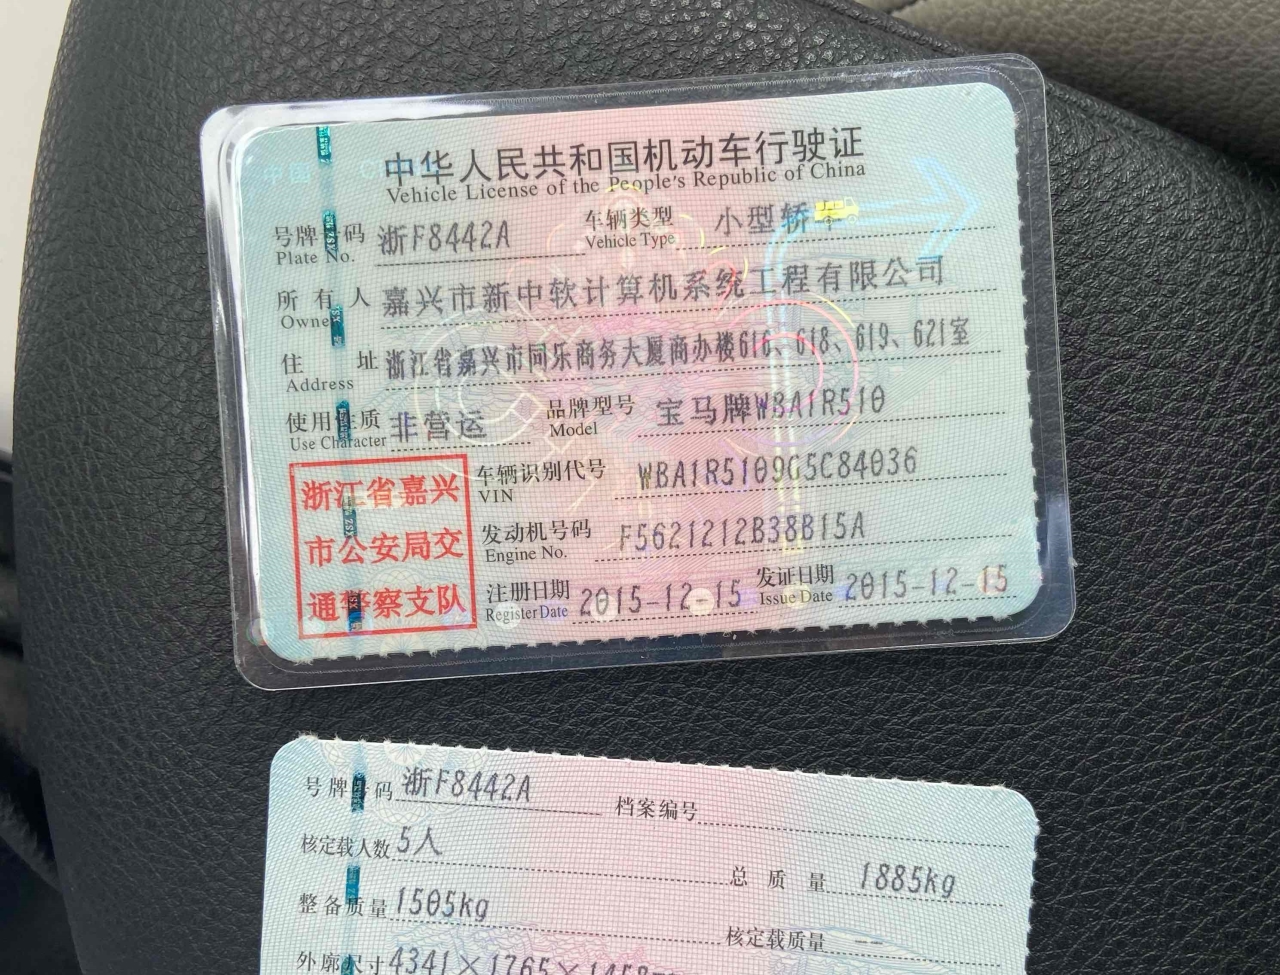 中华人民共和国机动车行驶证
Vehicle License of the People's Republic of China
号牌号码 浙F8442A 车辆类型 小型轿车
Plate No. Vehicle Type
所有人 嘉兴市新中软计算机系统工程有限公司
Owner
住址 浙江省嘉兴市同乐商务大厦商办楼616、618、619、621室
Address
使用性质 非营运 品牌型号 宝马牌WBA1R510
Use Character Model
车辆识别代号 WBA1R5109G5C84036
VIN
发动机号码 F5621212B38B15A
Engine No.
注册日期 2015-12-15 发证日期 2015-12-15
Register Date Issue Date
浙江省嘉兴
市公安局交
通警察支队
号牌号码 浙F8442A 档案编号
核定载人数 5人 总质量 1885kg
整备质量 1505kg 核定载质量 --
外廓尺寸 4341×1765×